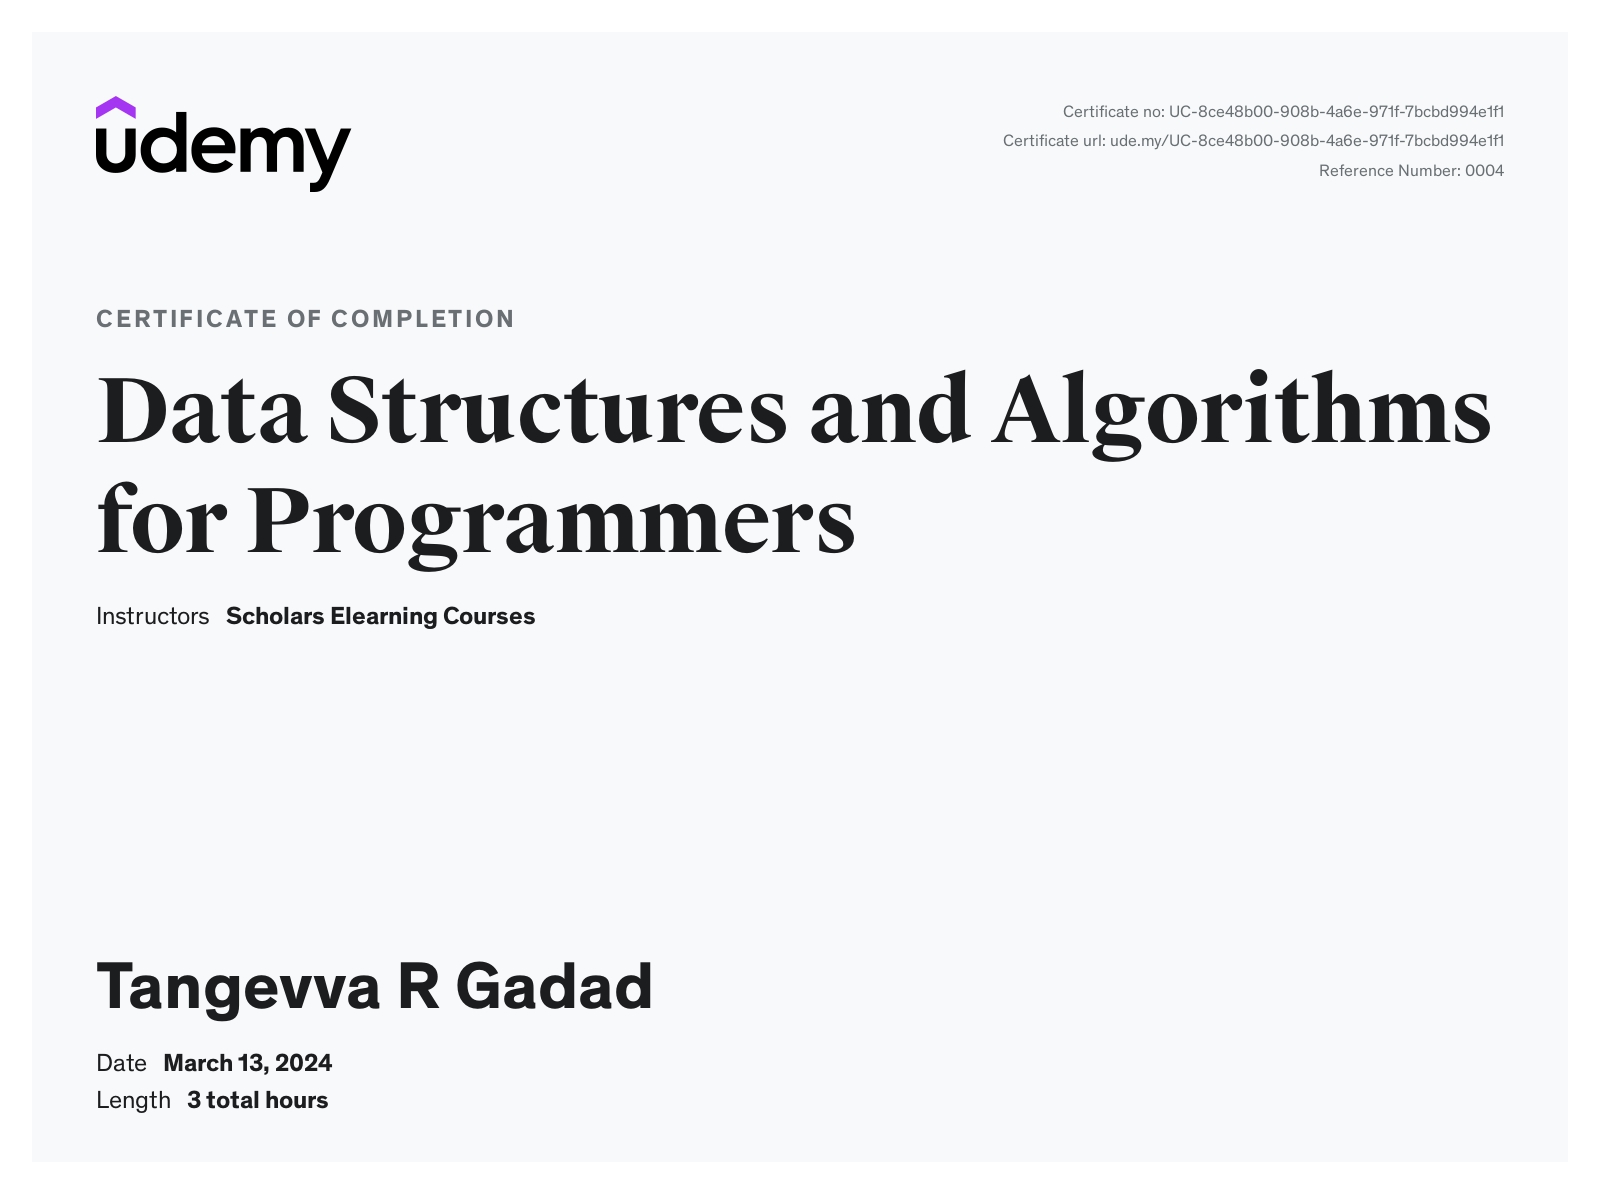 udemy
Certificate no: UC-8ce48b00-908b-4a6e-971f-7bcbd994e1f1
Certificate url: ude.my/UC-8ce48b00-908b-4a6e-971f-7bcbd994e1f1
Reference Number: 0004
CERTIFICATE OF COMPLETION
Data Structures and Algorithms
for Programmers
Instructors Scholars Elearning Courses
Tangevva R Gadad
Date March 13, 2024
Length 3 total hours